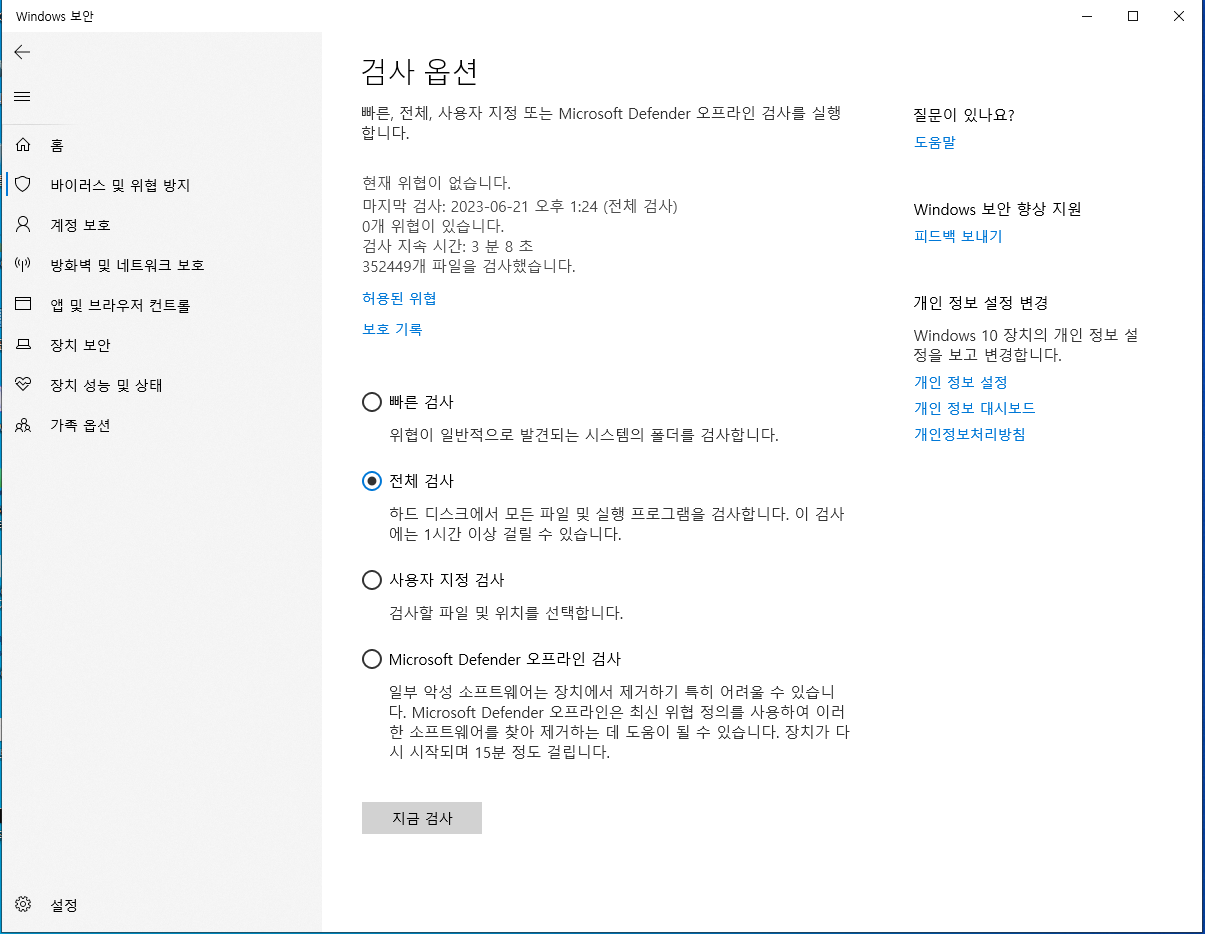 Windows 보안
홈
바이러스 및 위협 방지
계정 보호
방화벽 및 네트워크 보호
앱 및 브라우저 컨트롤
장치 보안
장치 성능 및 상태
가족 옵션
설정
검사 옵션
빠른, 전체, 사용자 지정 또는 Microsoft Defender 오프라인 검사를 실행
합니다.
현재 위협이 없습니다.
마지막 검사: 2023-06-21 오후 1:24 (전체 검사)
0개 위협이 있습니다.
검사 지속 시간: 3 분 8 초
352449개 파일을 검사했습니다.
허용된 위협
보호 기록
빠른 검사
위협이 일반적으로 발견되는 시스템의 폴더를 검사합니다.
전체 검사
하드 디스크에서 모든 파일 및 실행 프로그램을 검사합니다. 이 검사
에는 1시간 이상 걸릴 수 있습니다.
사용자 지정 검사
검사할 파일 및 위치를 선택합니다.
Microsoft Defender 오프라인 검사
일부 악성 소프트웨어는 장치에서 제거하기 특히 어려울 수 있습니
다. Microsoft Defender 오프라인은 최신 위협 정의를 사용하여 이러
한 소프트웨어를 찾아 제거하는 데 도움이 될 수 있습니다. 장치가 다
시 시작되며 15분 정도 걸립니다.
지금 검사
질문이 있나요?
도움말
Windows 보안 향상 지원
피드백 보내기
개인 정보 설정 변경
Windows 10 장치의 개인 정보 설
정을 보고 변경합니다.
개인 정보 설정
개인 정보 대시보드
개인정보처리방침